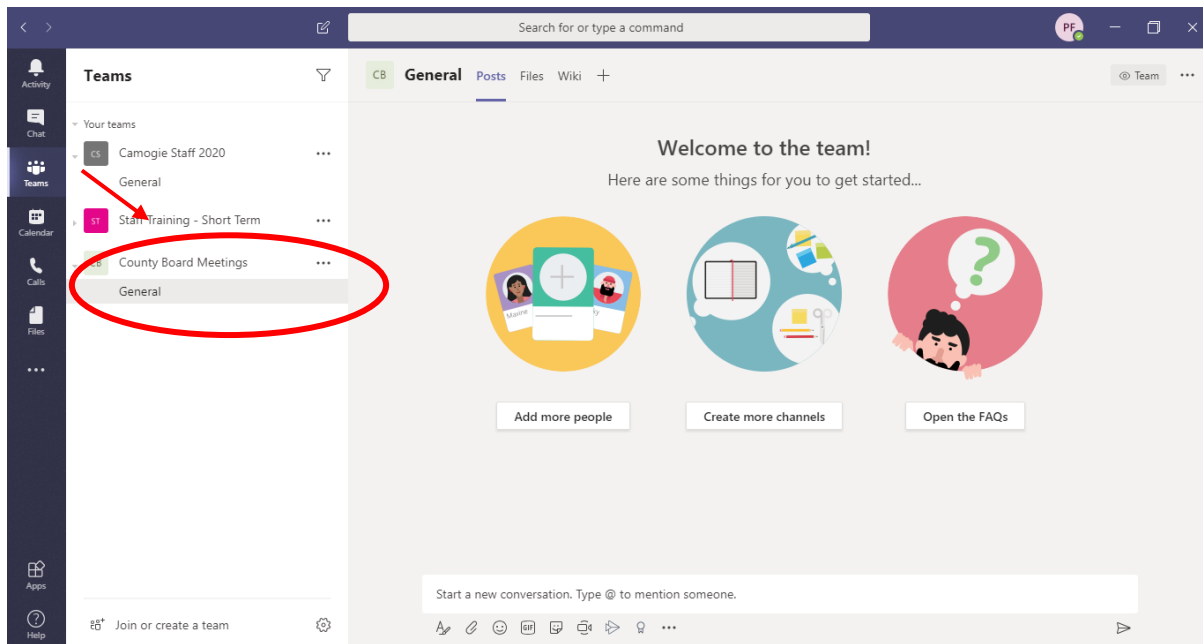 Search for or type a command
PF
Activity
Chat
Teams
Calendar
Calls
Files
Apps
Help
Teams
Your teams
CS Camogie Staff 2020
General
ST Staff Training - Short Term
CB County Board Meetings
General
Join or create a team
CB General Posts Files Wiki
Team
Welcome to the team!
Here are some things for you to get started...
Maxine
Add more people
Create more channels
Open the FAQs
Start a new conversation. Type @ to mention someone.
GIF